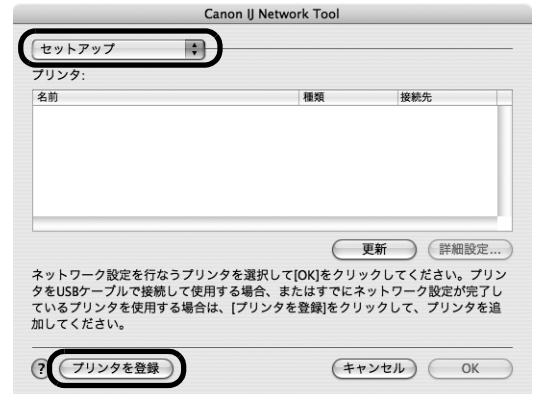 Canon IJ Network Tool
セットアップ
プリンタ:
名前 種類 接続先
更新 詳細設定...
ネットワーク設定を行なうプリンタを選択して[OK]をクリックしてください。プリン
タをUSBケーブルで接続して使用する場合、またはすでにネットワーク設定が完了し
ているプリンタを使用する場合は、[プリンタを登録]をクリックして、プリンタを追
加してください。
? プリンタを登録 キャンセル OK